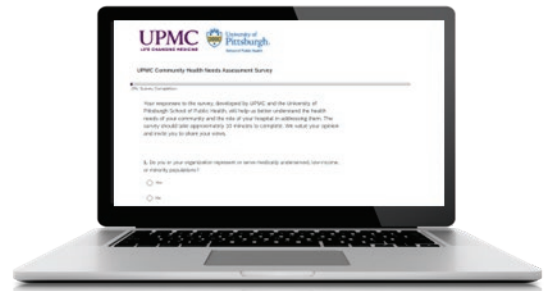 UPMC
LIFE CHANGING MEDICINE
University of
Pittsburgh.
School of Public Health
UPMC Community Health Needs Assessment Survey
0% Survey Completion
Your responses to the survey, developed by UPMC and the University of
Pittsburgh School of Public Health, will help us better understand the health
needs of your community and the role of your hospital in addressing them. The
survey should take approximately 10 minutes to complete. We value your opinion
and invite you to share your views.
1. Do you or your organization represent or serve medically underserved, low-income,
or minority populations?
Yes
No